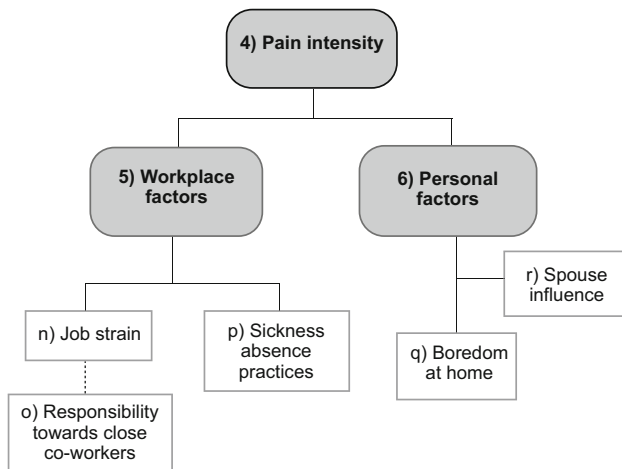 4) Pain intensity
5) Workplace
factors
6) Personal
factors
n) Job strain
p) Sickness
absence
practices
r) Spouse
influence
q) Boredom
at home
o) Responsibility
towards close
co-workers